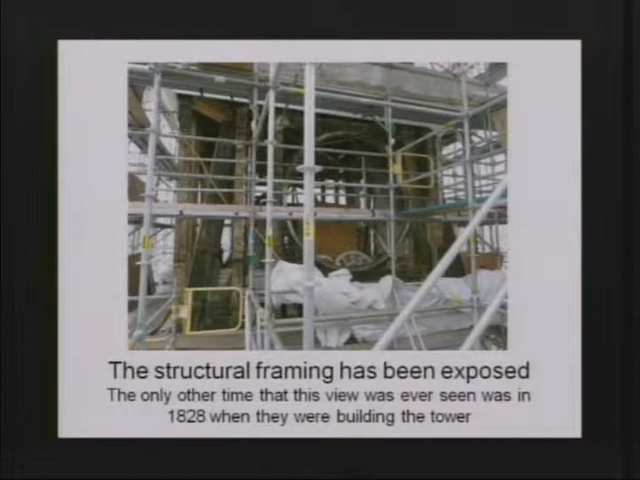 The structural framing has been exposed
The only other time that this view was ever seen was in
1828 when they were building the tower